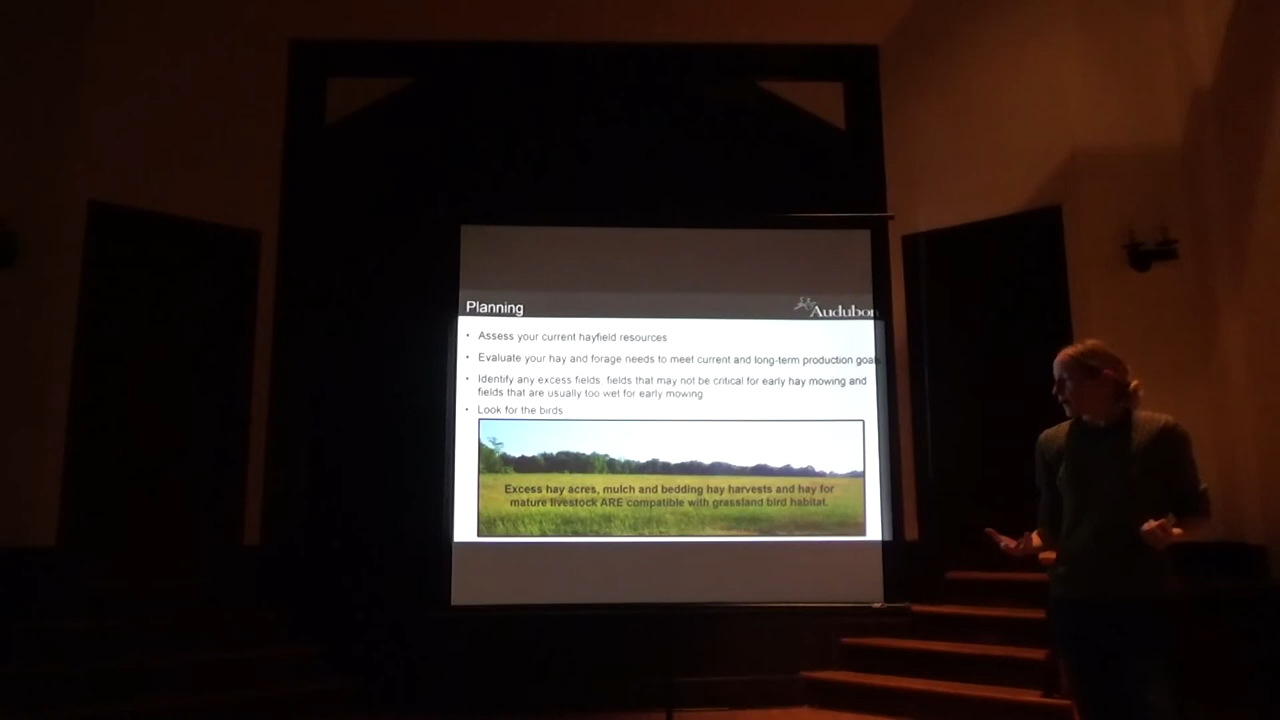 Planning
Audubon
• Assess your current hayfield resources
• Evaluate your hay and forage needs to meet current and long-term production goals
• Identify any excess fields, fields that may not be critical for early hay mowing and
fields that are usually too wet for early mowing
• Look for the birds
Excess hay acres, mulch and bedding hay harvests and hay for
mature livestock ARE compatible with grassland bird habitat.